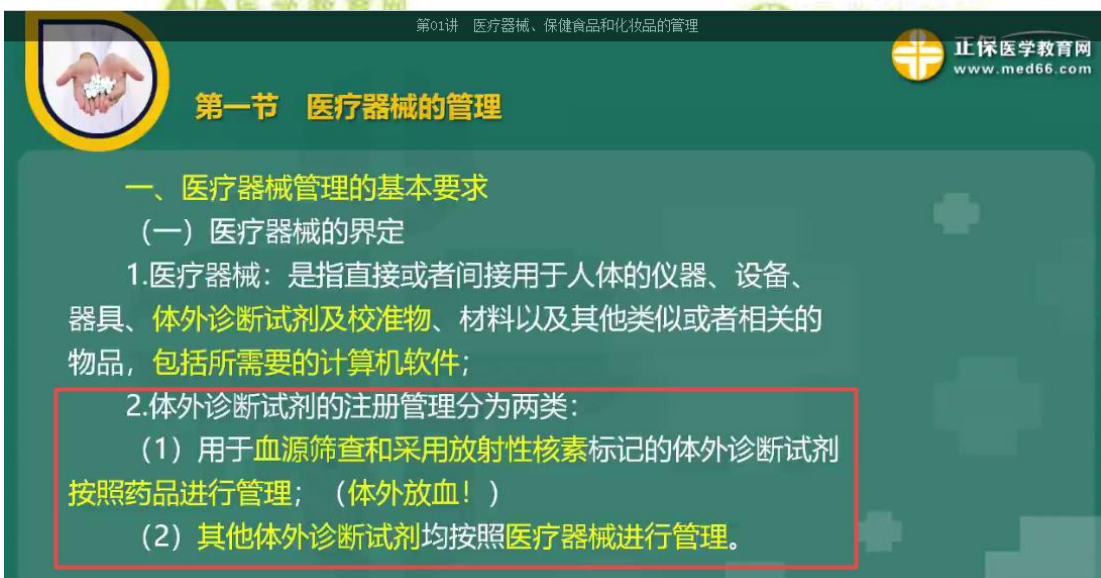 医学教育网
第01讲 医疗器械、保健食品和化妆品的管理
正保医学教育网
www.med66.com
第一节 医疗器械的管理
一、医疗器械管理的基本要求
（一）医疗器械的界定
1.医疗器械：是指直接或者间接用于人体的仪器、设备、
器具、体外诊断试剂及校准物、材料以及其他类似或者相关的
物品，包括所需要的计算机软件；
2.体外诊断试剂的注册管理分为两类：
（1）用于血源筛查和采用放射性核素标记的体外诊断试剂
按照药品进行管理；（体外放血！）
（2）其他体外诊断试剂均按照医疗器械进行管理。